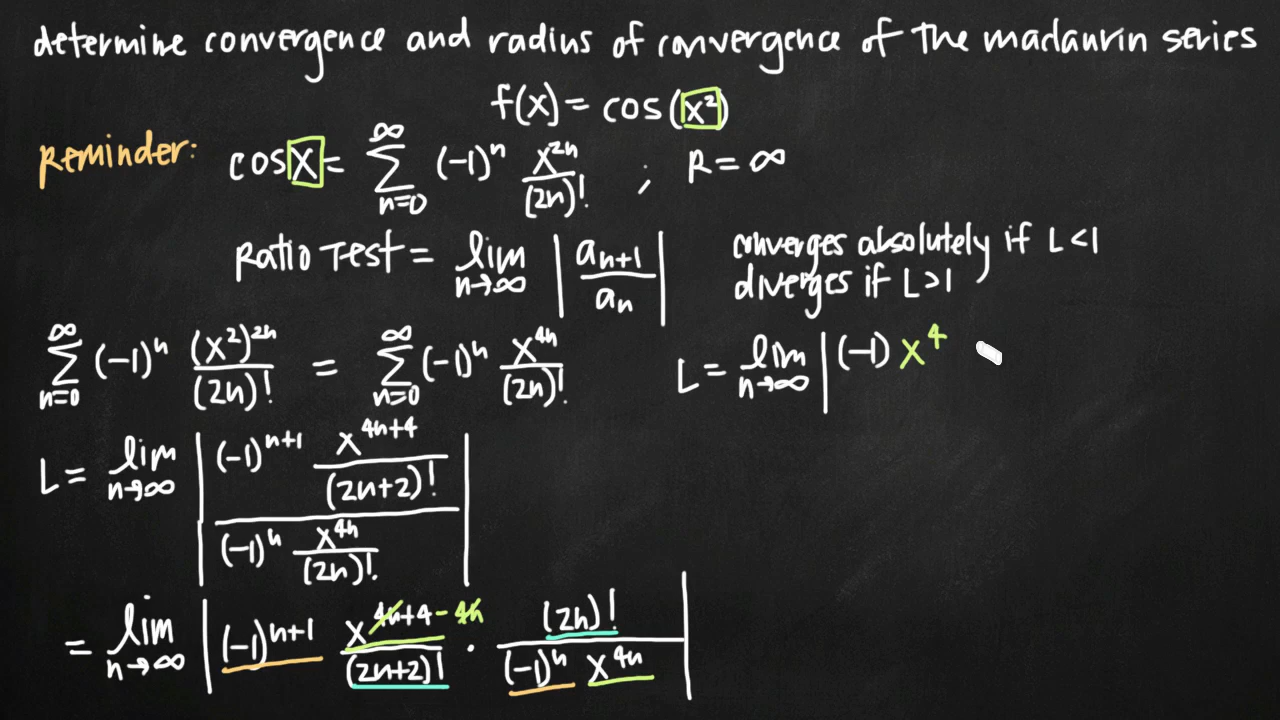 determine convergence and radius of convergence of the maclaurin series
f(x) = cos(x²)
Reminder: cos x = ∑_{n=0}^{∞} (-1)^n x^{2n}/(2n)! ; R = ∞
Ratio Test = lim_{n→∞} | a_{n+1} / a_n | converges absolutely if L < 1
diverges if L > 1
∑_{n=0}^{∞} (-1)^n (x²)^{2n}/(2n)! = ∑_{n=0}^{∞} (-1)^n x^{4n}/(2n)!
L = lim_{n→∞} | (-1) x^4
L = lim_{n→∞} | (-1)^{n+1} x^{4n+4}/(2n+2)! / (-1)^n x^{4n}/(2n)! |
= lim_{n→∞} | (-1)^{n+1} x^{4n+4-4n}/(2n+2)! · (2n)!/((-1)^n x^{4n}) |